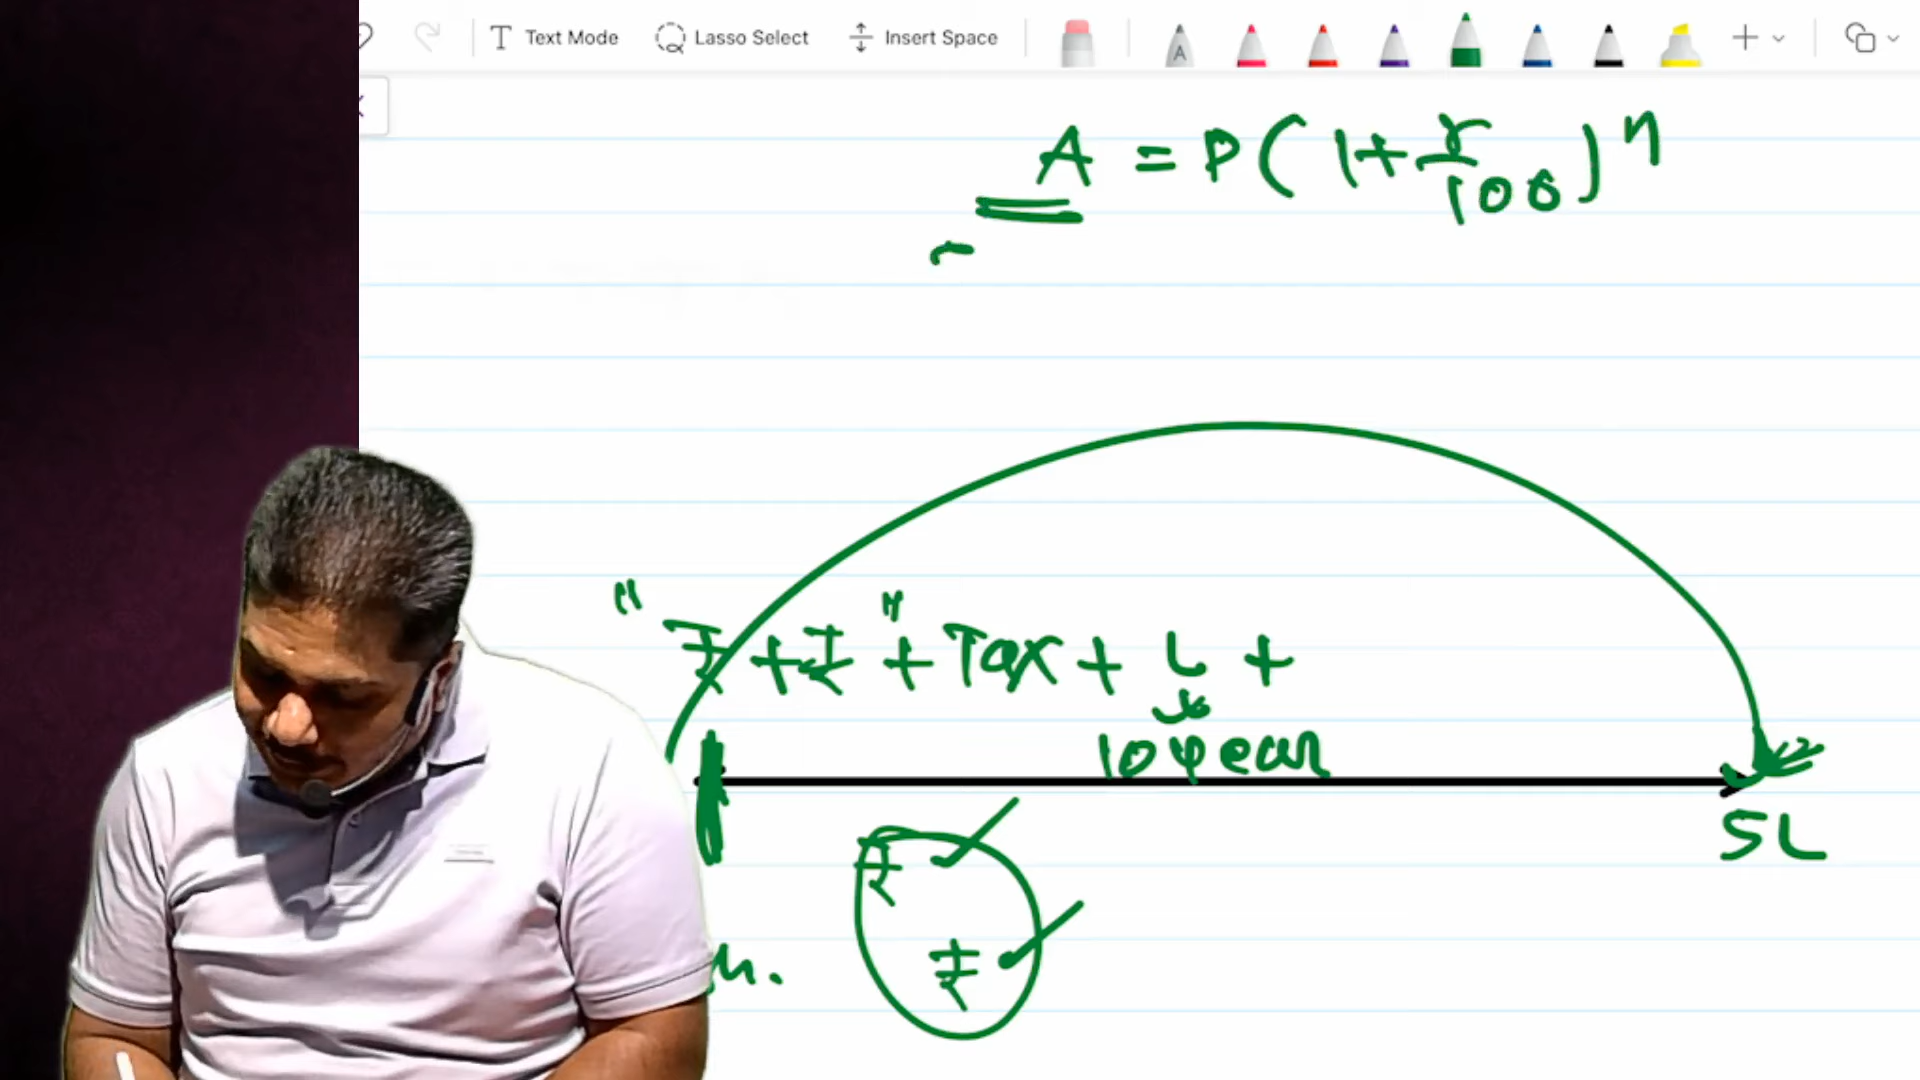 Text Mode Lasso Select Insert Space
A = P(1+r/100)^n
" ₹ + ₹ " + Tax + L +
10 year
5L
₹
₹